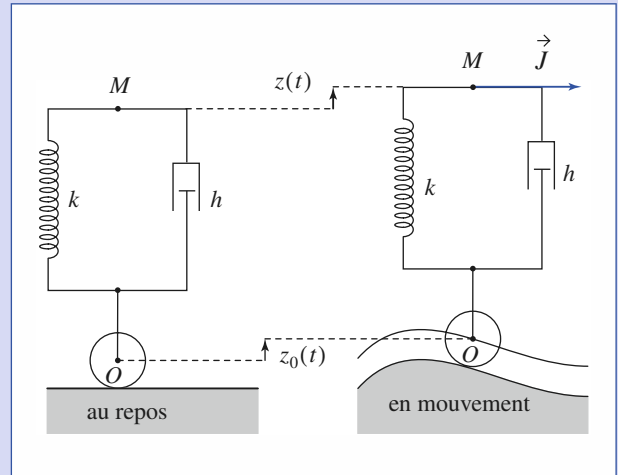 M
z(t)
k
h
O
z₀(t)
au repos
M
J⃗
k
h
O
en mouvement